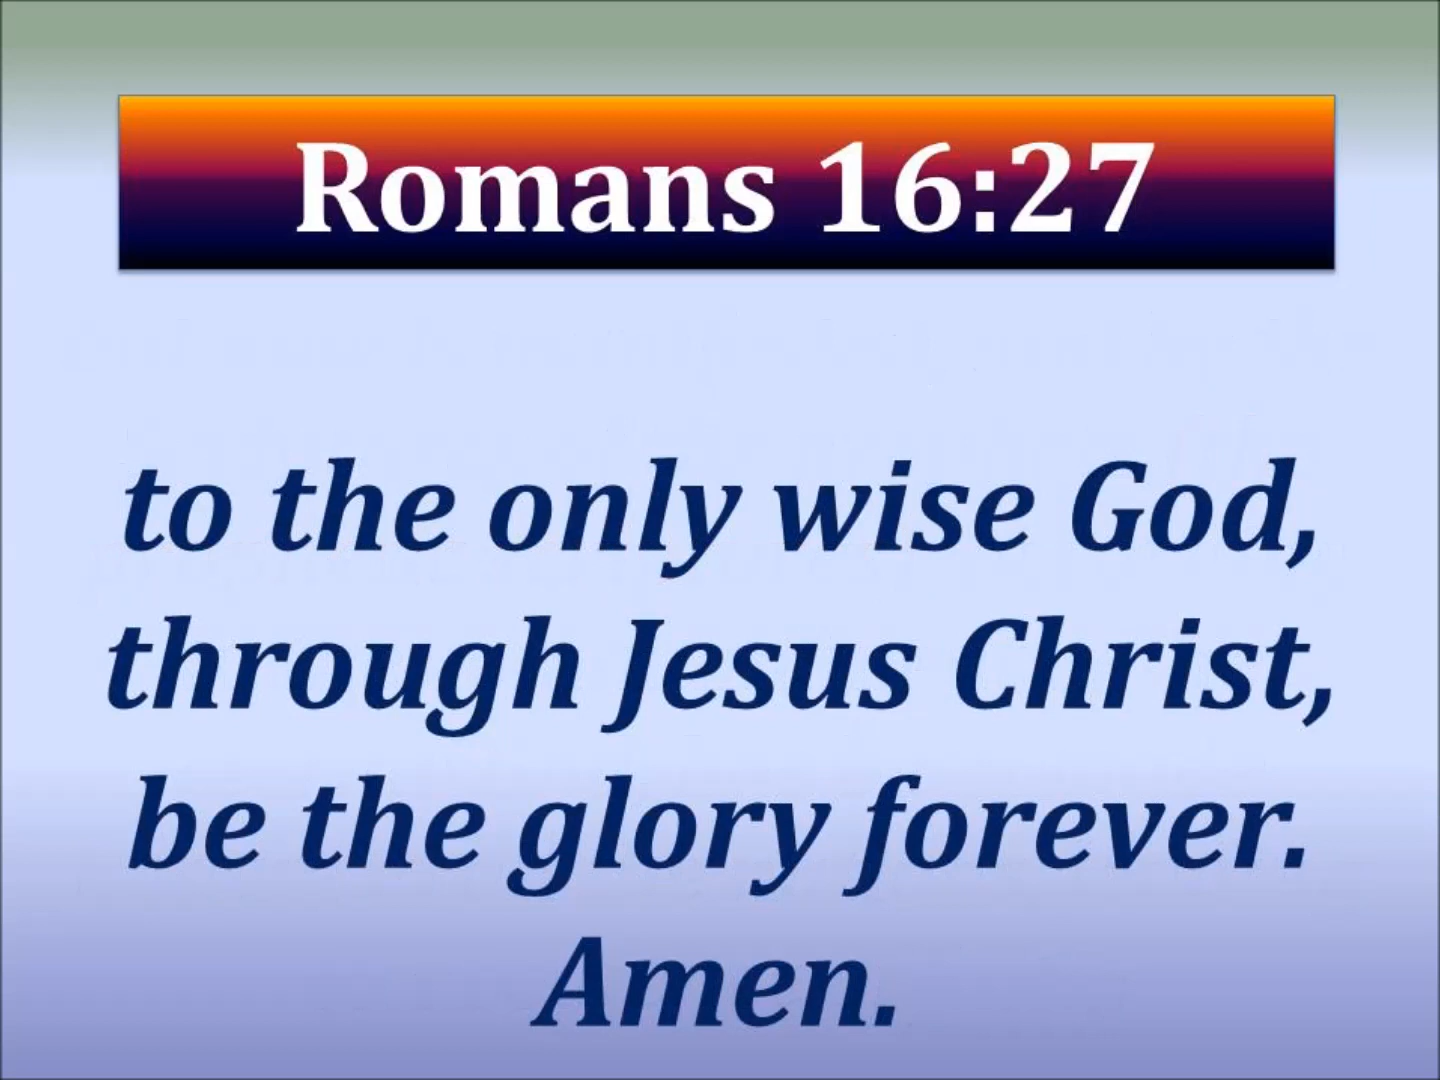 Romans 16:27
to the only wise God,
through Jesus Christ,
be the glory forever.
Amen.